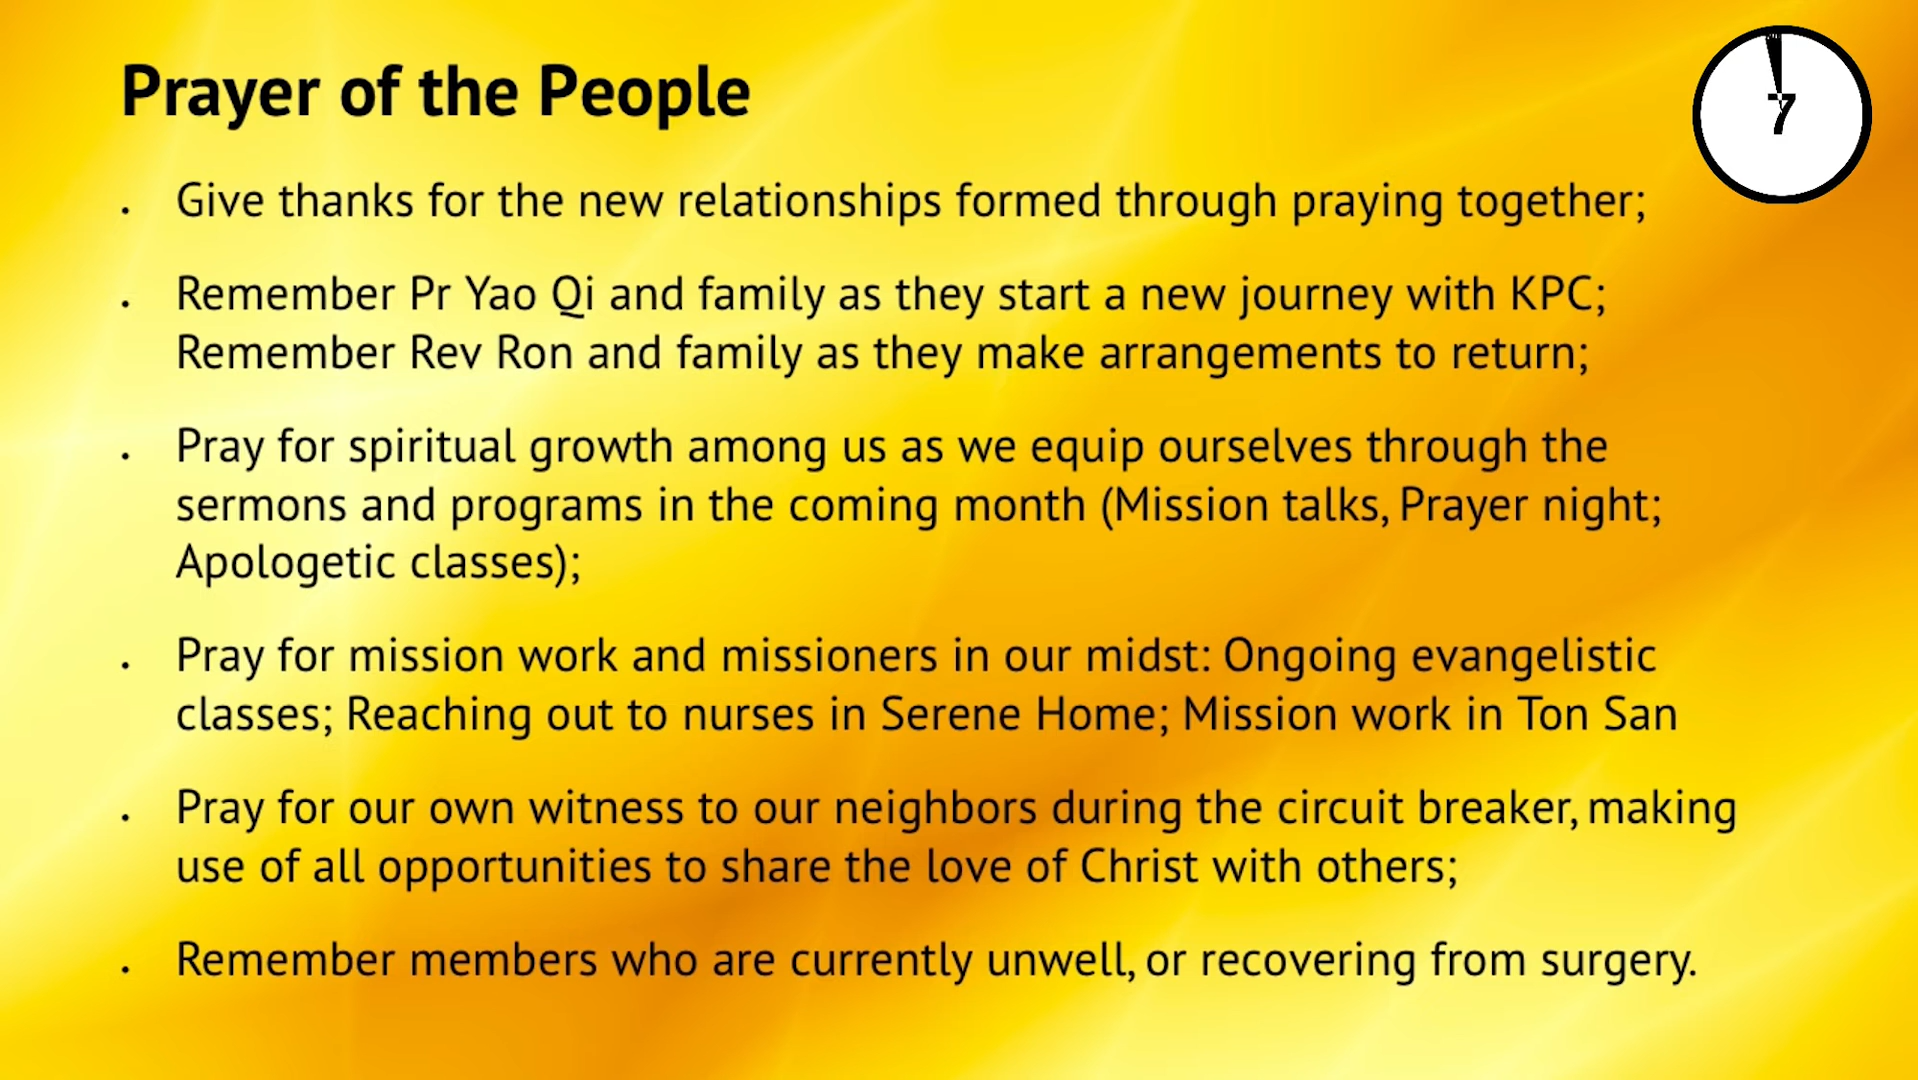 Prayer of the People
7
• Give thanks for the new relationships formed through praying together;
• Remember Pr Yao Qi and family as they start a new journey with KPC;
Remember Rev Ron and family as they make arrangements to return;
• Pray for spiritual growth among us as we equip ourselves through the
sermons and programs in the coming month (Mission talks, Prayer night;
Apologetic classes);
• Pray for mission work and missioners in our midst: Ongoing evangelistic
classes; Reaching out to nurses in Serene Home; Mission work in Ton San
• Pray for our own witness to our neighbors during the circuit breaker, making
use of all opportunities to share the love of Christ with others;
• Remember members who are currently unwell, or recovering from surgery.